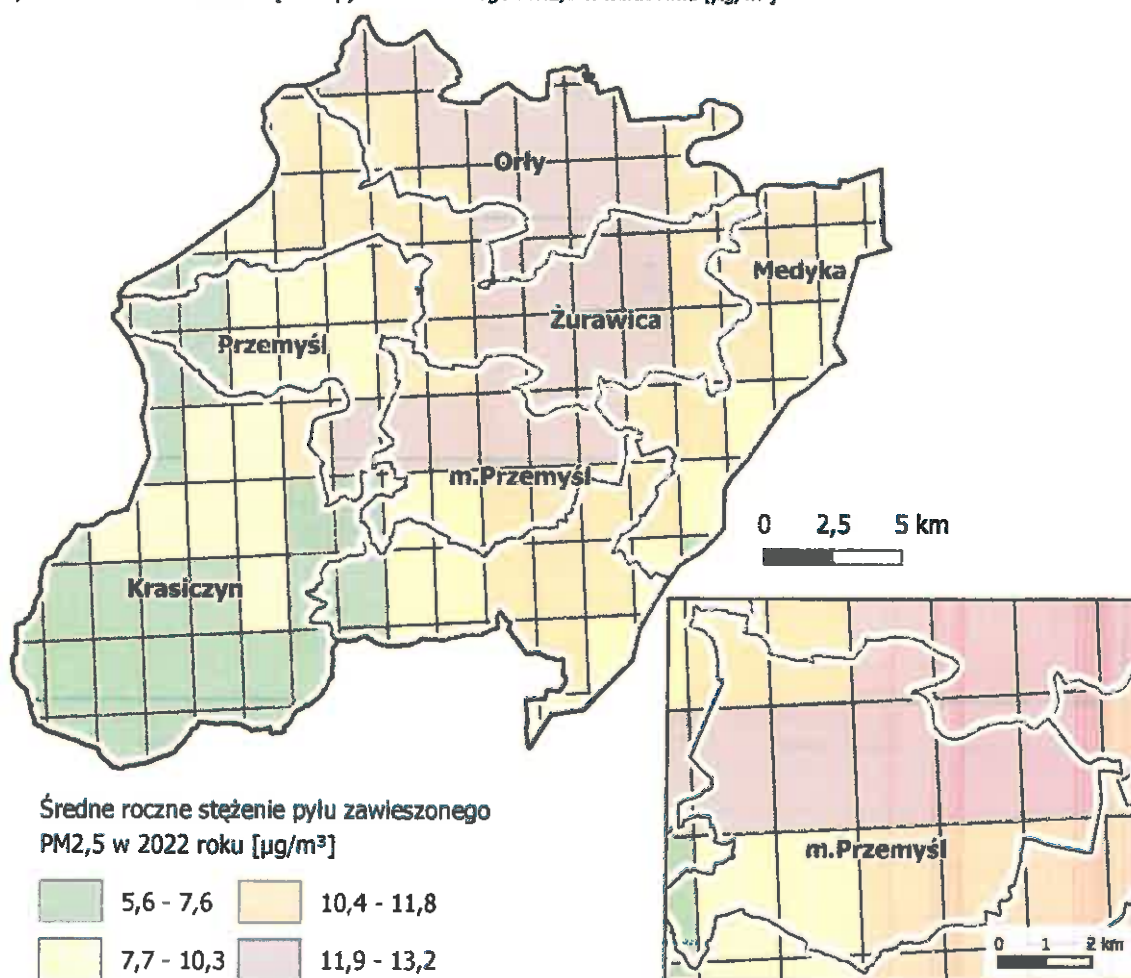 Orły
Medyka
Żurawica
Przemyśl
m.Przemyśl
0 2,5 5 km
Krasiczyn
m.Przemyśl
0 1 2 km
Średne roczne stężenie pyłu zawieszonego
PM2,5 w 2022 roku [µg/m³]
5,6 - 7,6
10,4 - 11,8
7,7 - 10,3
11,9 - 13,2